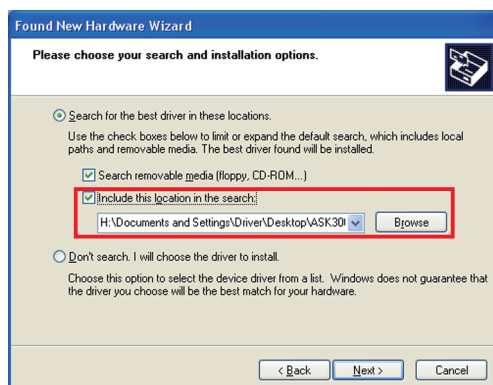 Found New Hardware Wizard
Please choose your search and installation options.
Search for the best driver in these locations.
Use the check boxes below to limit or expand the default search, which includes local
paths and removable media. The best driver found will be installed.
Search removable media (floppy, CD-ROM...)
Include this location in the search:
H:\Documents and Settings\Driver\Desktop\ASK30
Browse
Don't search. I will choose the driver to install.
Choose this option to select the device driver from a list. Windows does not guarantee that
the driver you choose will be the best match for your hardware.
< Back
Next >
Cancel